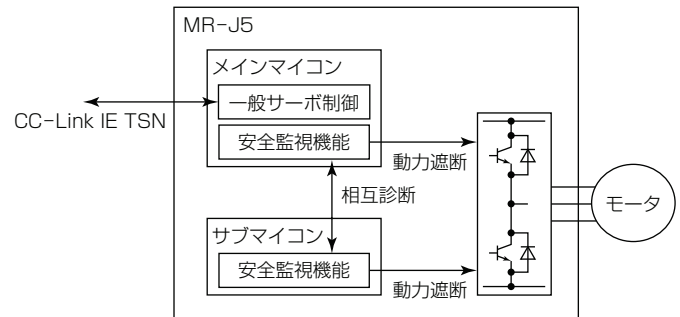 MR-J5
メインマイコン
一般サーボ制御
CC-Link IE TSN
安全監視機能
動力遮断
相互診断
モータ
サブマイコン
安全監視機能
動力遮断